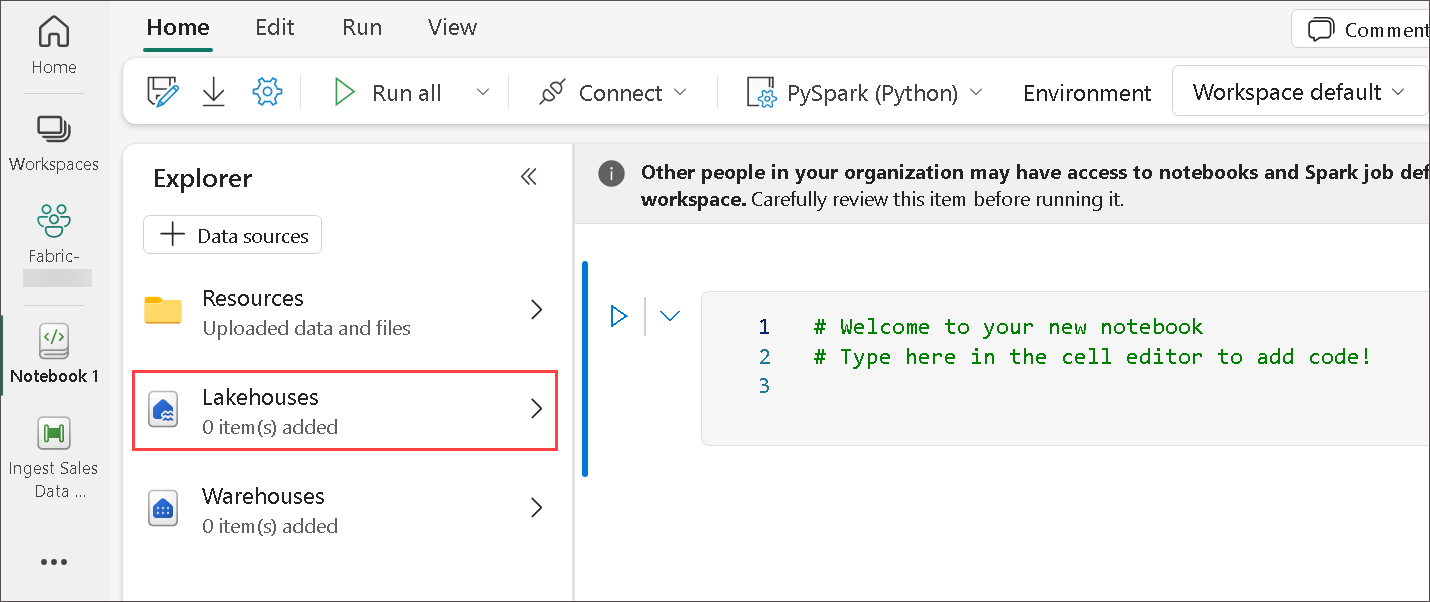 Home
Workspaces
Fabric-
Notebook 1
Ingest Sales
Data ...
Home Edit Run View
Comment
Run all Connect PySpark (Python) Environment Workspace default
Explorer
Data sources
Resources
Uploaded data and files
Lakehouses
0 item(s) added
Warehouses
0 item(s) added
Other people in your organization may have access to notebooks and Spark job def
workspace. Carefully review this item before running it.
1 # Welcome to your new notebook
2 # Type here in the cell editor to add code!
3